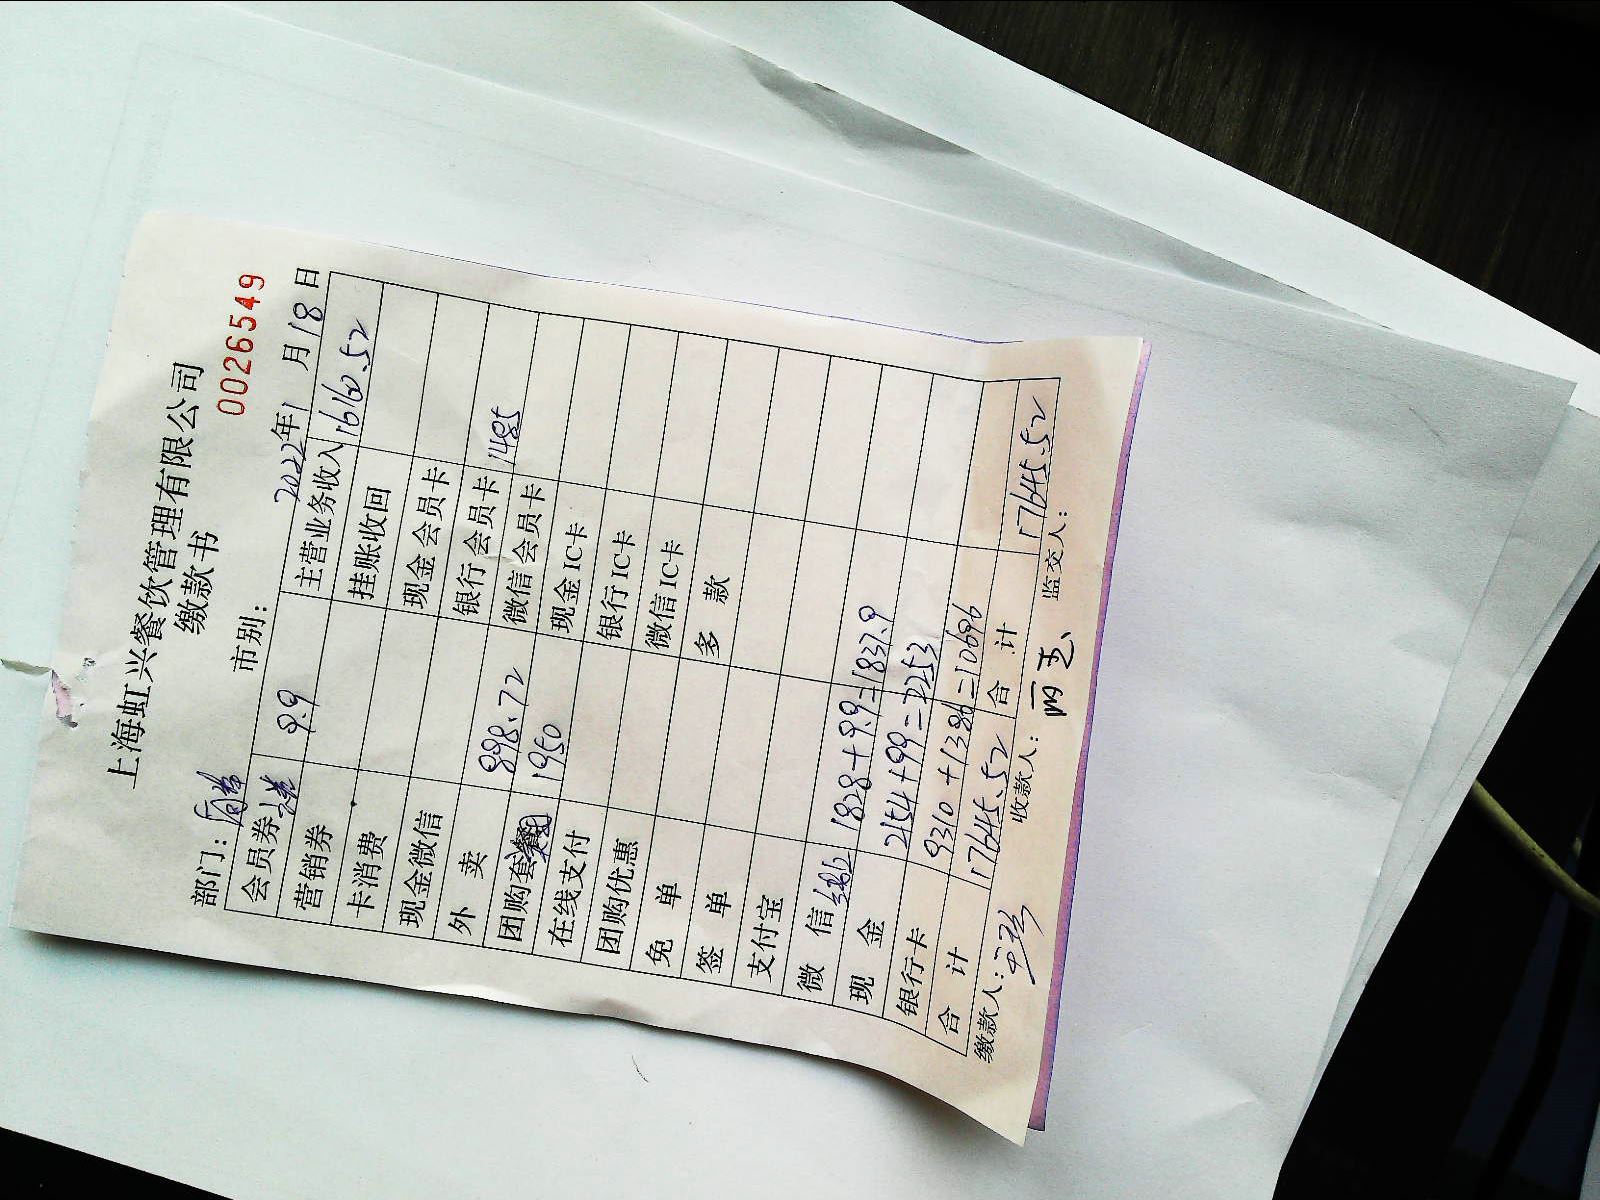 上海虹兴餐饮管理有限公司
缴款书
0026549
部门： 市别： 2022年1月18日
会员券 9.9 主营业务收入 16160.52
营销券 挂账收回
卡消费 现金会员卡
现金微信 银行会员卡 1485
外卖 898.72 微信会员卡
团购套餐 1950 现金IC卡
在线支付 银行IC卡
团购优惠 微信IC卡
免单 多款
签单
支付宝
微信 1828+9.9=1837.9
现金 2154+99=2253
银行卡 9310+1386=10696
合计 17645.52 合计 17645.52
缴款人： 收款人： 监交人：